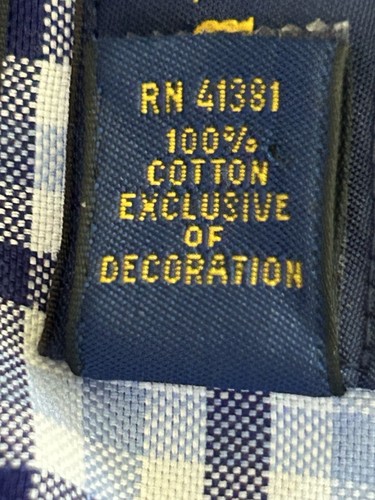 RN 41381
100%
COTTON
EXCLUSIVE
OF
DECORATION